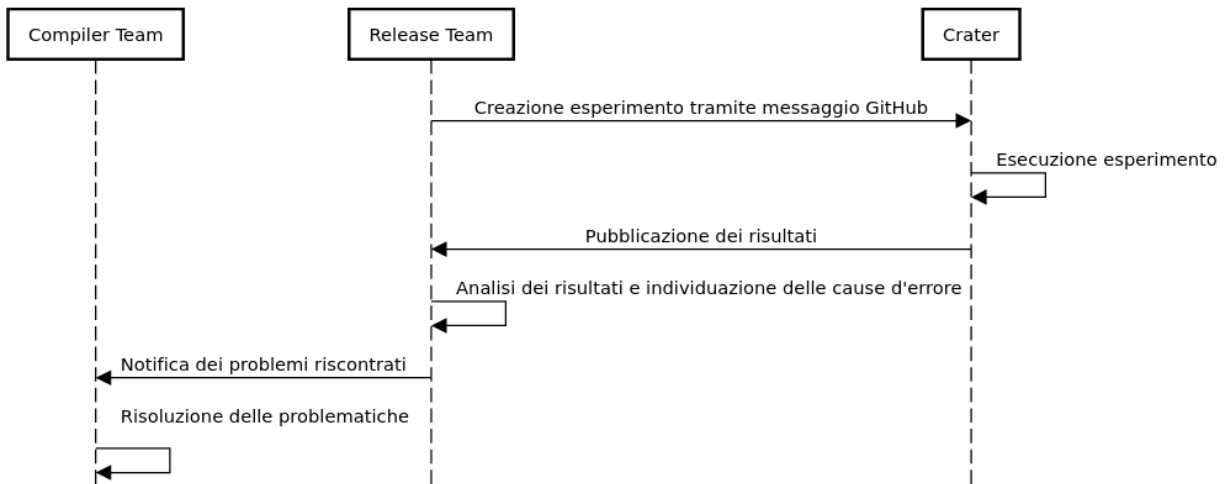 Compiler Team
Release Team
Crater
Creazione esperimento tramite messaggio GitHub
Esecuzione esperimento
Pubblicazione dei risultati
Analisi dei risultati e individuazione delle cause d'errore
Notifica dei problemi riscontrati
Risoluzione delle problematiche